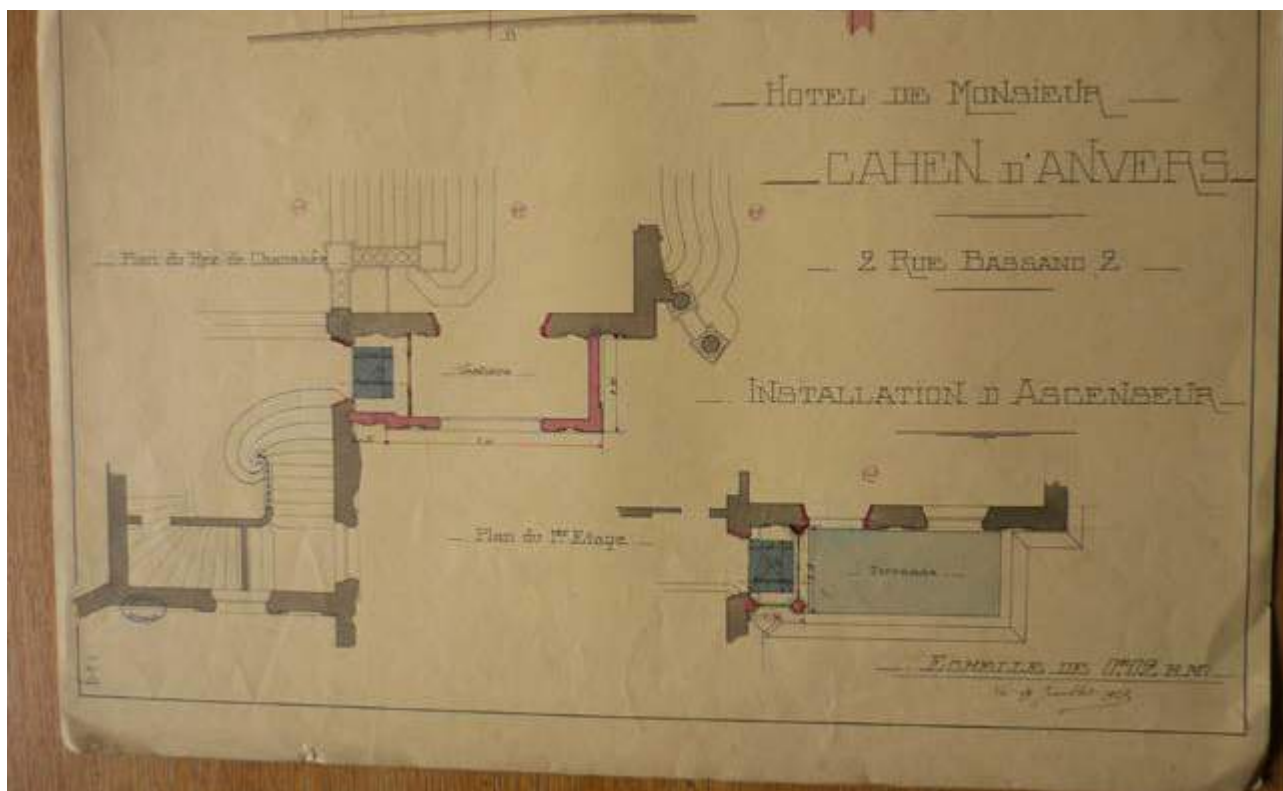 B
HOTEL DE MONSIEUR
CAHEN D'ANVERS
2 RUE BASSANO 2
Plan du Rez de Chaussée
INSTALLATION D'ASCENSEUR
Plan du 1er Etage
Terrasse
ECHELLE DE 0m02 P.M.
Juillet